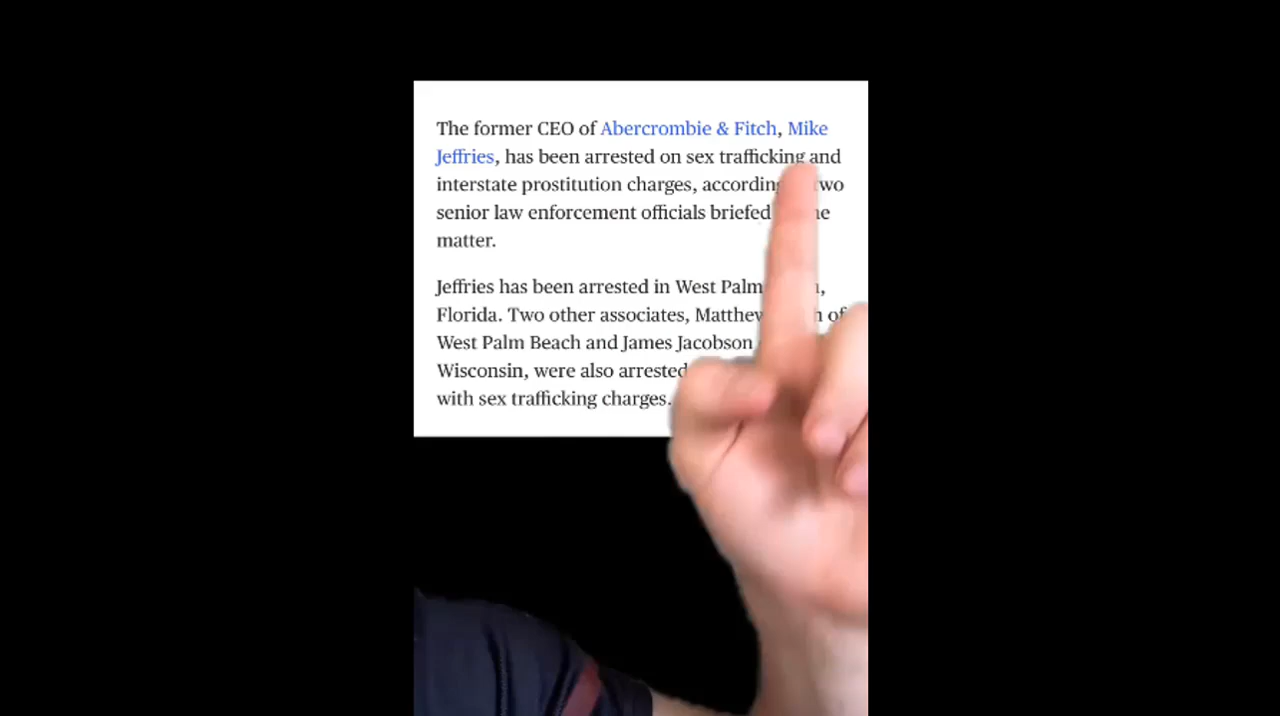 The former CEO of Abercrombie & Fitch, Mike
Jeffries, has been arrested on sex trafficking and
interstate prostitution charges, according two
senior law enforcement officials briefed
matter.
Jeffries has been arrested in West Palm
Florida. Two other associates, Matthew of
West Palm Beach and James Jacobson
Wisconsin, were also arrested
with sex trafficking charges.